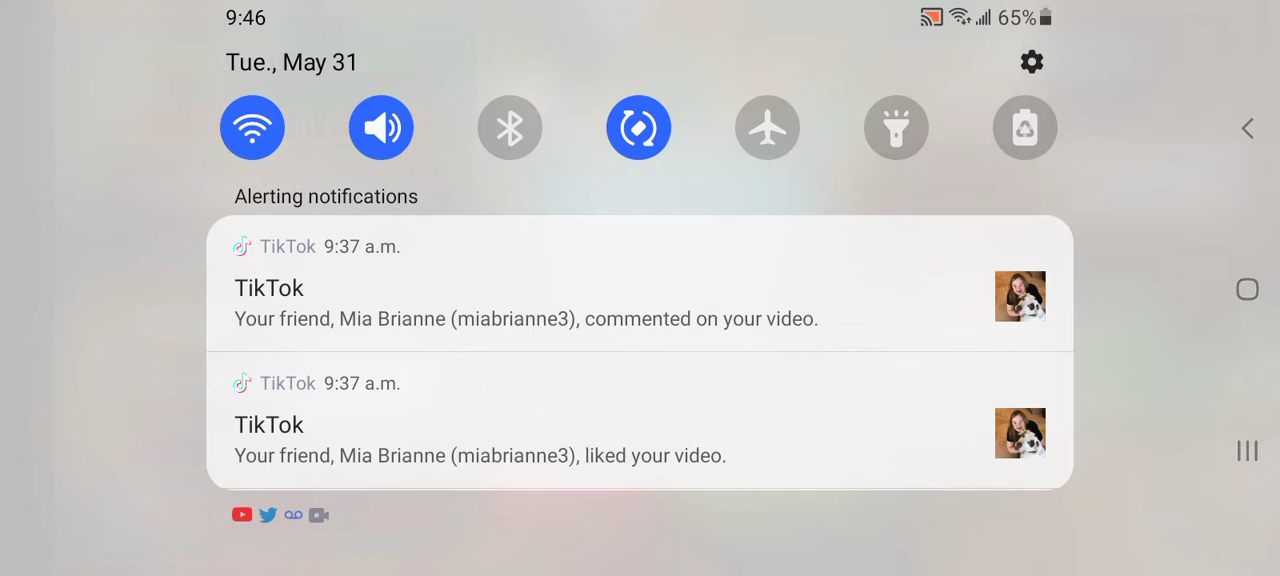 9:46
65%
Tue., May 31
Alerting notifications
TikTok 9:37 a.m.
TikTok
Your friend, Mia Brianne (miabrianne3), commented on your video.
TikTok 9:37 a.m.
TikTok
Your friend, Mia Brianne (miabrianne3), liked your video.